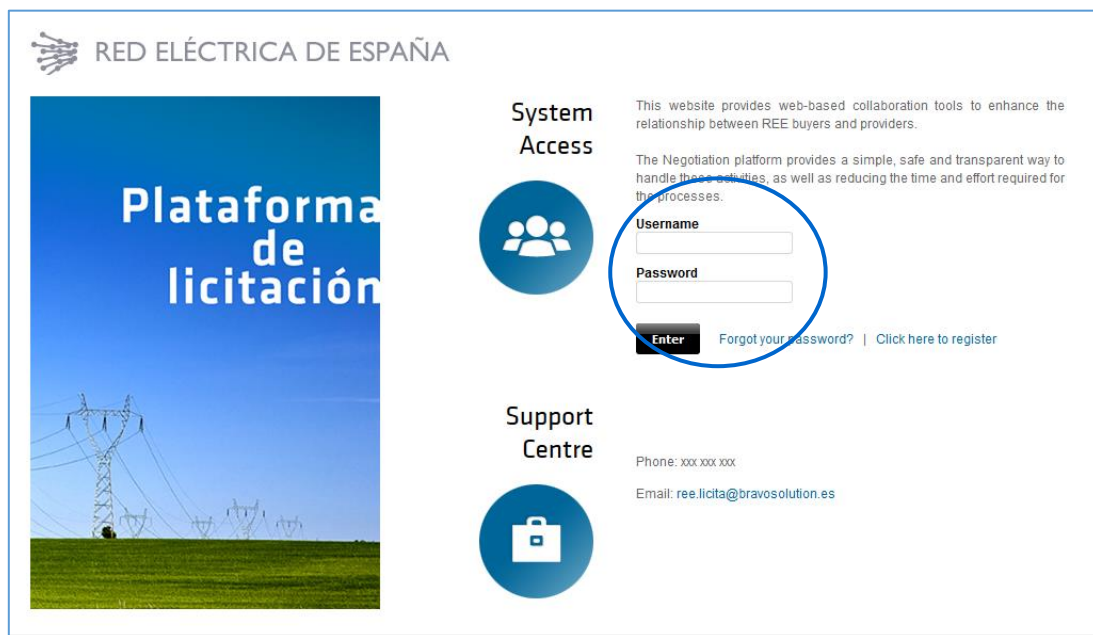 RED ELÉCTRICA DE ESPAÑA
Plataforma
de
licitación
System
Access
This website provides web-based collaboration tools to enhance the
relationship between REE buyers and providers.
The Negotiation platform provides a simple, safe and transparent way to
handle these activities, as well as reducing the time and effort required for
the processes.
Username
Password
Enter
Forgot your password? | Click here to register
Support
Centre
Phone: xxx xxx xxx
Email: ree.licita@bravosolution.es